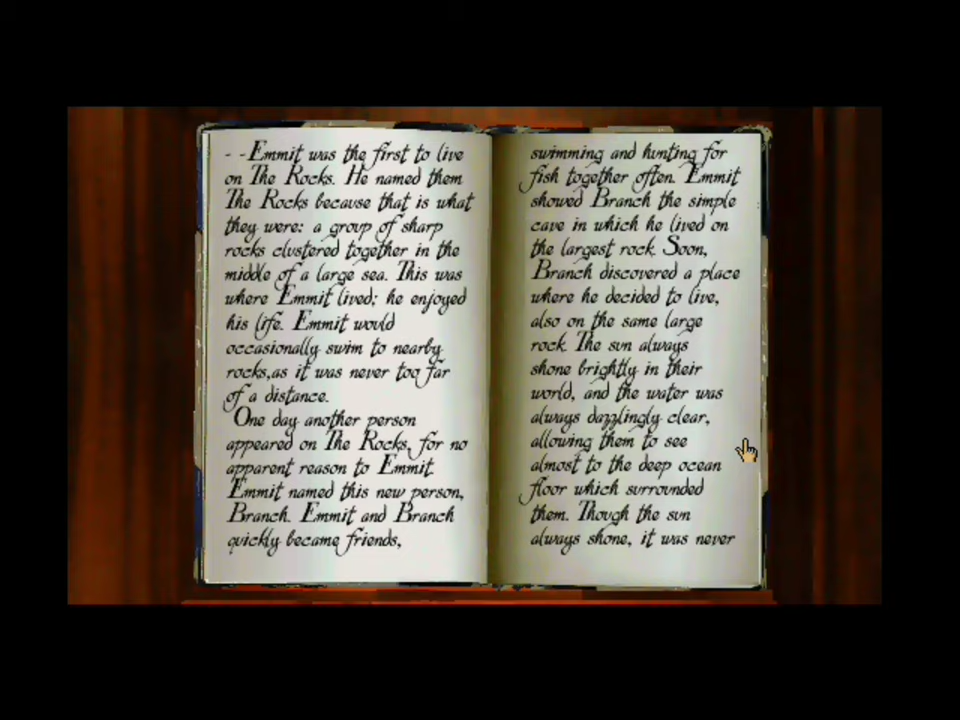 - -Emmit was the first to live
on The Rocks. He named them
The Rocks because that is what
they were: a group of sharp
rocks clustered together in the
middle of a large sea. This was
where Emmit lived; he enjoyed
his life. Emmit would
occasionally swim to nearby
rocks,as it was never too far
of a distance.
One day another person
appeared on The Rocks, for no
apparent reason to Emmit.
Emmit named this new person,
Branch. Emmit and Branch
quickly became friends,
swimming and hunting for
fish together often. Emmit
showed Branch the simple
cave in which he lived on
the largest rock. Soon,
Branch discovered a place
where he decided to live,
also on the same large
rock. The sun always
shone brightly in their
world, and the water was
always dazzlingly clear,
allowing them to see
almost to the deep ocean
floor which surrounded
them. Though the sun
always shone, it was never